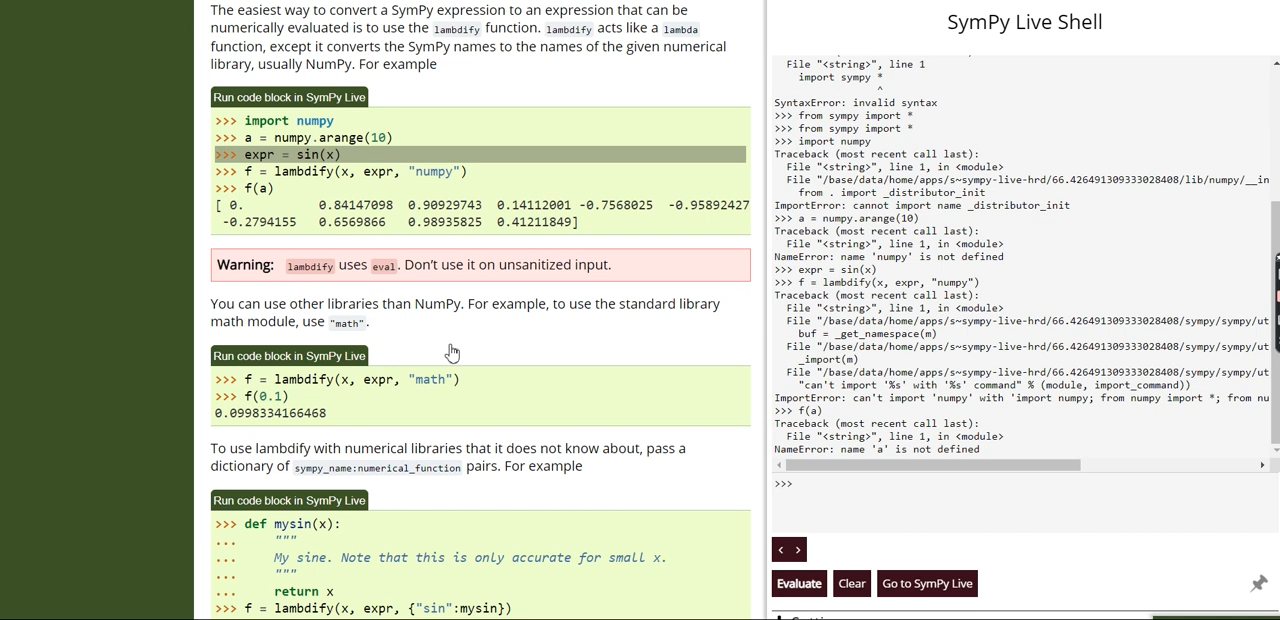 The easiest way to convert a SymPy expression to an expression that can be
numerically evaluated is to use the lambdify function. lambdify acts like a lambda
function, except it converts the SymPy names to the names of the given numerical
library, usually NumPy. For example
Run code block in SymPy Live
>>> import numpy
>>> a = numpy.arange(10)
>>> expr = sin(x)
>>> f = lambdify(x, expr, "numpy")
>>> f(a)
[ 0. 0.84147098 0.90929743 0.14112001 -0.7568025 -0.95892427
-0.2794155 0.6569866 0.98935825 0.41211849]
Warning: lambdify uses eval. Don’t use it on unsanitized input.
You can use other libraries than NumPy. For example, to use the standard library
math module, use "math".
Run code block in SymPy Live
>>> f = lambdify(x, expr, "math")
>>> f(0.1)
0.0998334166468
To use lambdify with numerical libraries that it does not know about, pass a
dictionary of sympy_name:numerical_function pairs. For example
Run code block in SymPy Live
>>> def mysin(x):
... """
... My sine. Note that this is only accurate for small x.
... """
... return x
>>> f = lambdify(x, expr, {"sin":mysin})
SymPy Live Shell
File "<string>", line 1
import sympy *
^
SyntaxError: invalid syntax
>>> from sympy import *
>>> from sympy import *
>>> import numpy
Traceback (most recent call last):
File "<string>", line 1, in <module>
File "/base/data/home/apps/s~sympy-live-hrd/66.426491309333028408/lib/numpy/__in
from . import _distributor_init
ImportError: cannot import name _distributor_init
>>> a = numpy.arange(10)
Traceback (most recent call last):
File "<string>", line 1, in <module>
NameError: name 'numpy' is not defined
>>> expr = sin(x)
>>> f = lambdify(x, expr, "numpy")
Traceback (most recent call last):
File "<string>", line 1, in <module>
File "/base/data/home/apps/s~sympy-live-hrd/66.426491309333028408/sympy/sympy/ut
buf = _get_namespace(m)
File "/base/data/home/apps/s~sympy-live-hrd/66.426491309333028408/sympy/sympy/ut
_import(m)
File "/base/data/home/apps/s~sympy-live-hrd/66.426491309333028408/sympy/sympy/ut
"can't import '%s' with '%s' command" % (module, import_command))
ImportError: can't import 'numpy' with 'import numpy; from numpy import *; from nu
>>> f(a)
Traceback (most recent call last):
File "<string>", line 1, in <module>
NameError: name 'a' is not defined
>>>
< >
Evaluate Clear Go to SymPy Live